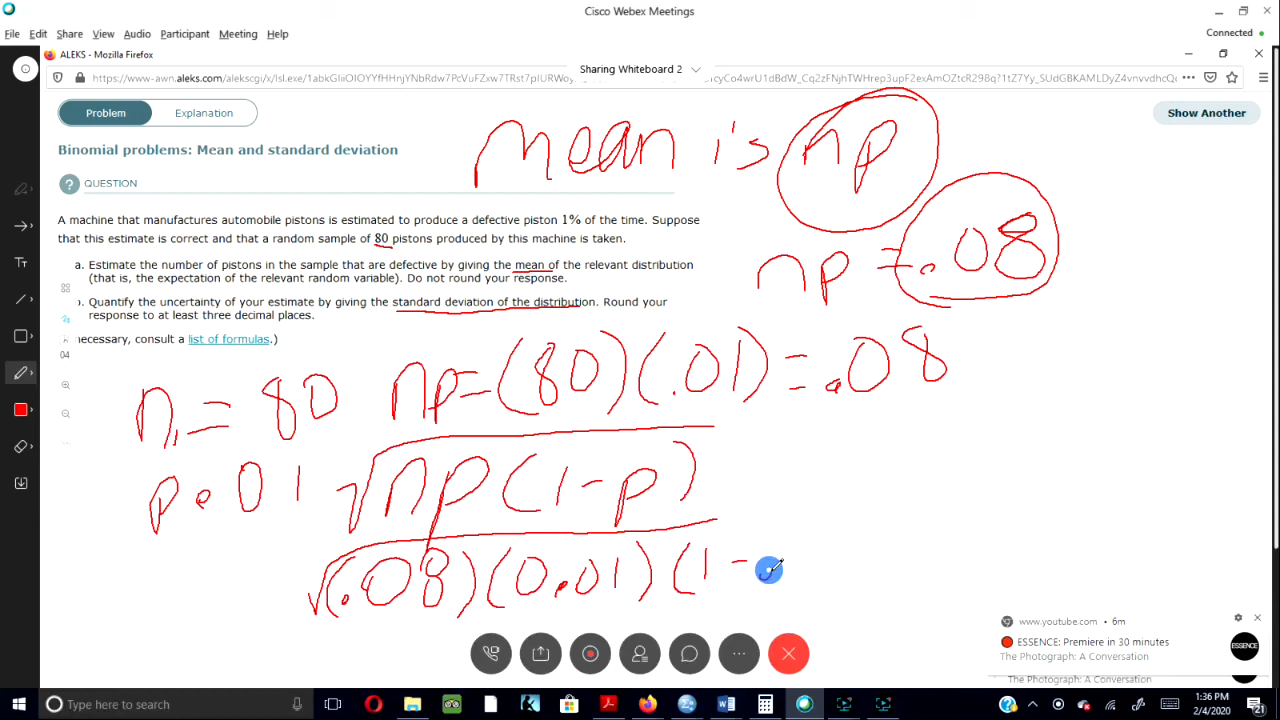 Cisco Webex Meetings
File Edit Share View Audio Participant Meeting Help
Connected
ALEKS - Mozilla Firefox
Sharing Whiteboard 2
Problem
Explanation
Show Another
Binomial problems: Mean and standard deviation
mean is np
? QUESTION
A machine that manufactures automobile pistons is estimated to produce a defective piston 1% of the time. Suppose
that this estimate is correct and that a random sample of 80 pistons produced by this machine is taken.
np = .08
a. Estimate the number of pistons in the sample that are defective by giving the mean of the relevant distribution
(that is, the expectation of the relevant random variable). Do not round your response.
Quantify the uncertainty of your estimate by giving the standard deviation of the distribution. Round your
response to at least three decimal places.
necessary, consult a list of formulas.)
04
n = 80
np = (80)(.01) = .08
p .01
√np(1-p)
√(.08)(0.01)(1 -
www.youtube.com • 6m
ESSENCE: Premiere in 30 minutes
The Photograph: A Conversation
ESSENCE
The Photograph: A Conversation
Type here to search
1:36 PM
2/4/2020
21